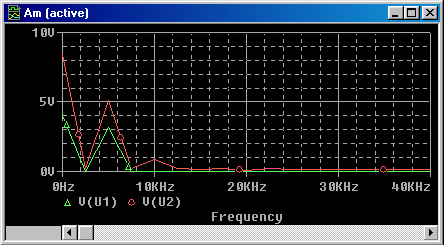 Am (active)
10V
5V
0V
0Hz 10KHz 20KHz 30KHz 40KHz
V(U1) V(U2)
Frequency